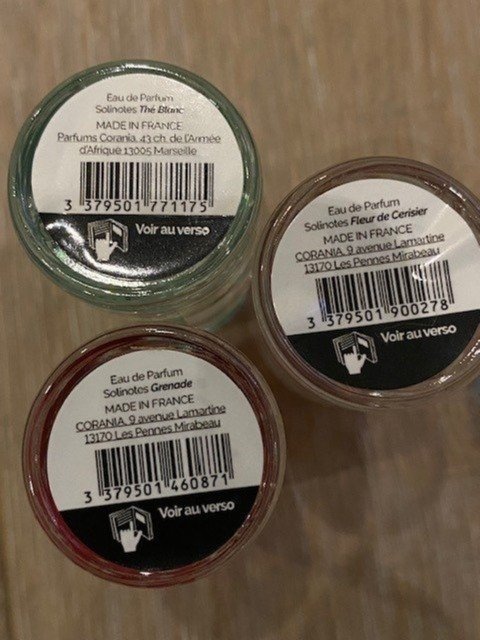 Eau de Parfum
Solinotes Thé Blanc
MADE IN FRANCE
Parfums Corania, 43 ch. de l'Armée
d'Afrique 13005 Marseille
3 379501 771175
Voir au verso
Eau de Parfum
Solinotes Fleur de Cerisier
MADE IN FRANCE
CORANIA, 9 avenue Lamartine
13170 Les Pennes Mirabeau
3 379501 900278
Voir au verso
Eau de Parfum
Solinotes Grenade
MADE IN FRANCE
CORANIA, 9 avenue Lamartine
13170 Les Pennes Mirabeau
3 379501 460871
Voir au verso